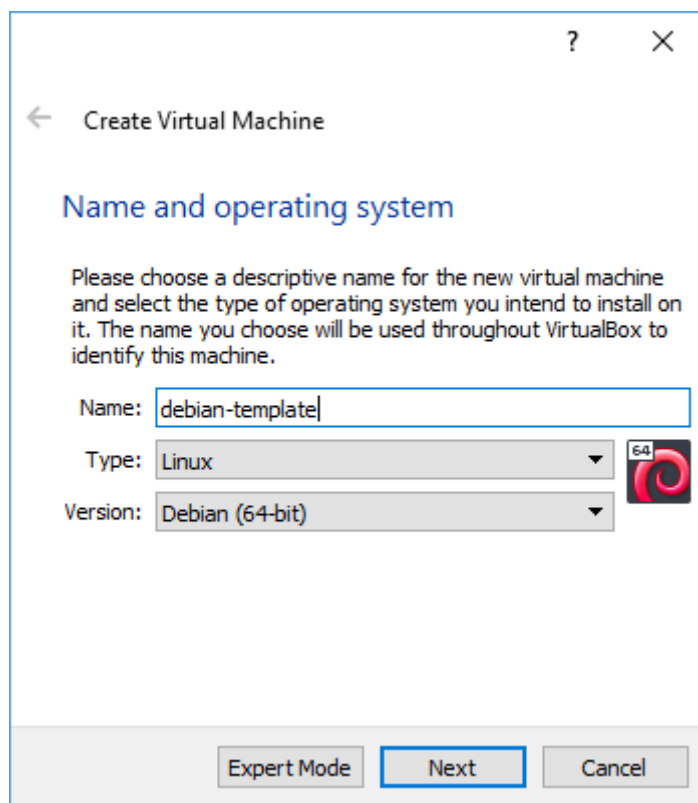 ?
Create Virtual Machine
Name and operating system
Please choose a descriptive name for the new virtual machine
and select the type of operating system you intend to install on
it. The name you choose will be used throughout VirtualBox to
identify this machine.
Name: debian-template
Type: Linux
64
Version: Debian (64-bit)
Expert Mode Next Cancel